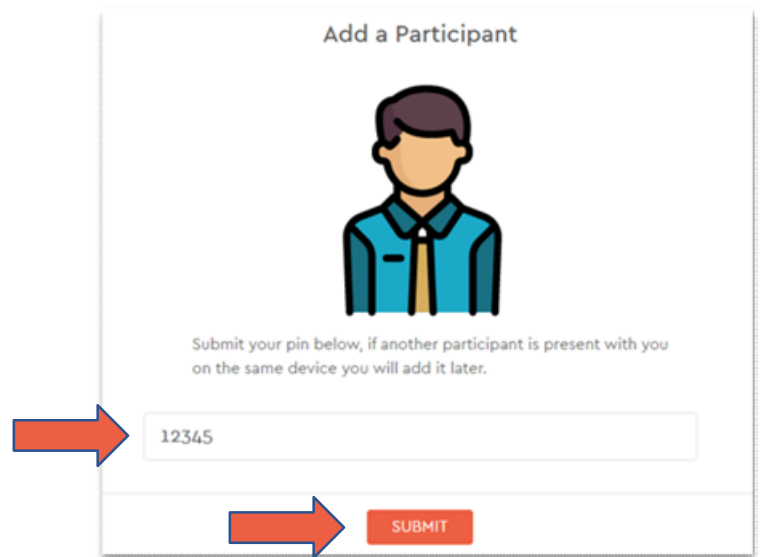 Add a Participant
Submit your pin below, if another participant is present with you
on the same device you will add it later.
12345
SUBMIT